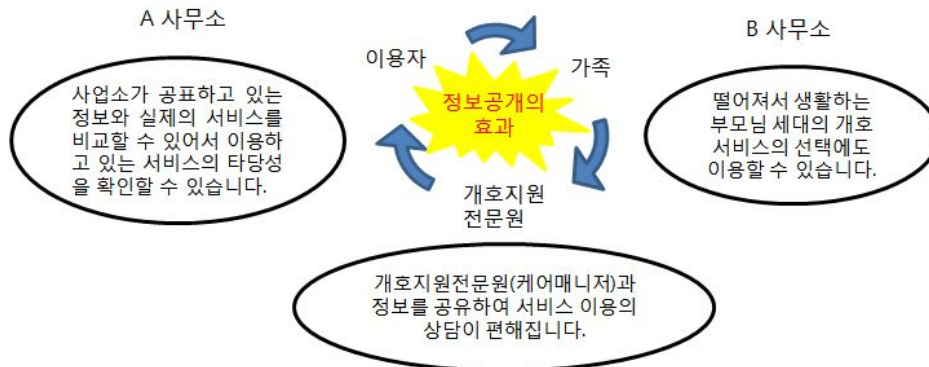 A 사무소
B 사무소
이용자
가족
정보공개의
효과
사업소가 공표하고 있는
정보와 실제의 서비스를
비교할 수 있어서 이용하
고 있는 서비스의 타당성
을 확인할 수 있습니다.
떨어져서 생활하는
부모님 세대의 개호
서비스의 선택에도
이용할 수 있습니다.
개호지원
전문원
개호지원전문원(케어매니저)과
정보를 공유하여 서비스 이용의
상담이 편해집니다.